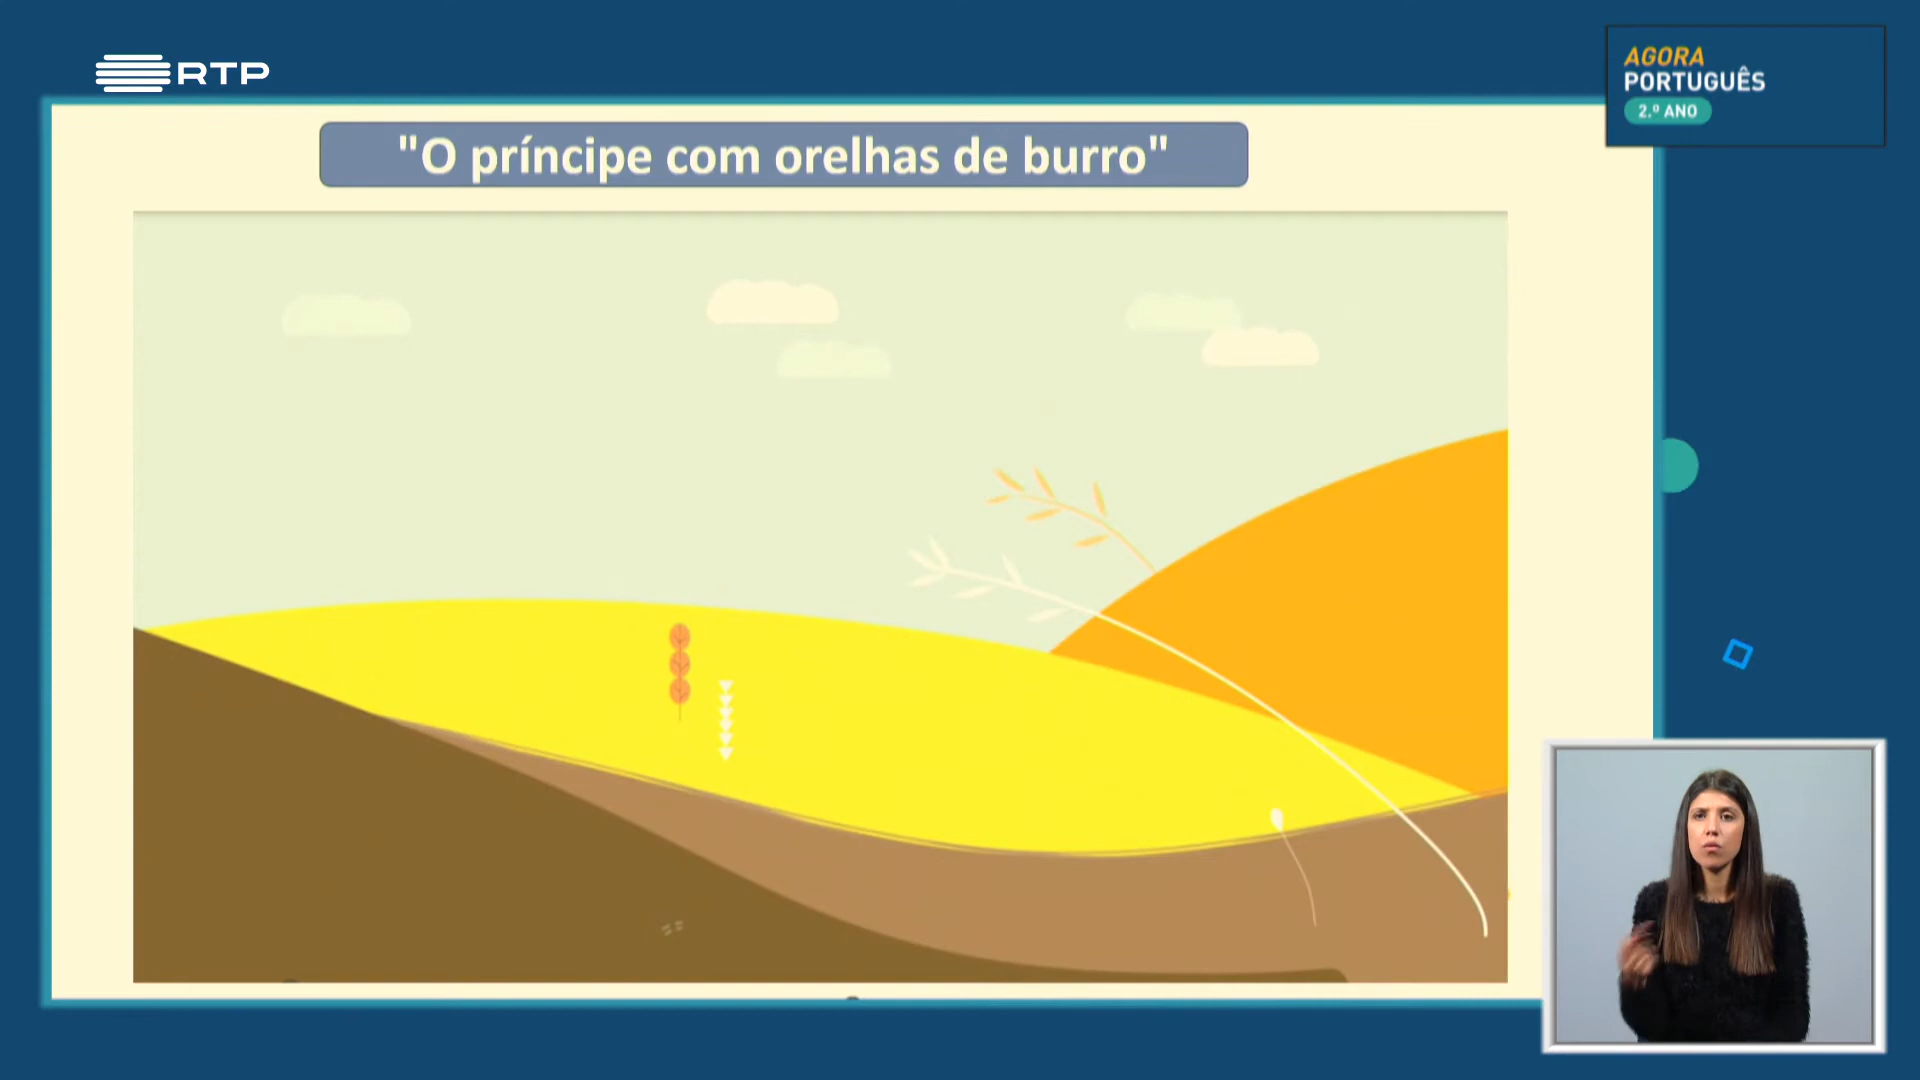 RTP
AGORA
PORTUGUÊS
2.º ANO
"O príncipe com orelhas de burro"